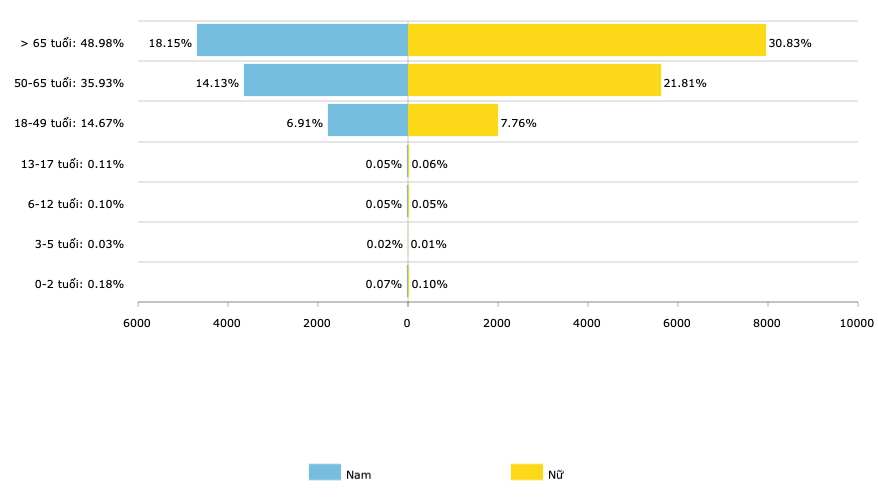 > 65 tuổi: 48.98% 18.15% 30.83%
50-65 tuổi: 35.93% 14.13% 21.81%
18-49 tuổi: 14.67% 6.91% 7.76%
13-17 tuổi: 0.11% 0.05% 0.06%
6-12 tuổi: 0.10% 0.05% 0.05%
3-5 tuổi: 0.03% 0.02% 0.01%
0-2 tuổi: 0.18% 0.07% 0.10%
6000 4000 2000 0 2000 4000 6000 8000 10000
Nam Nữ